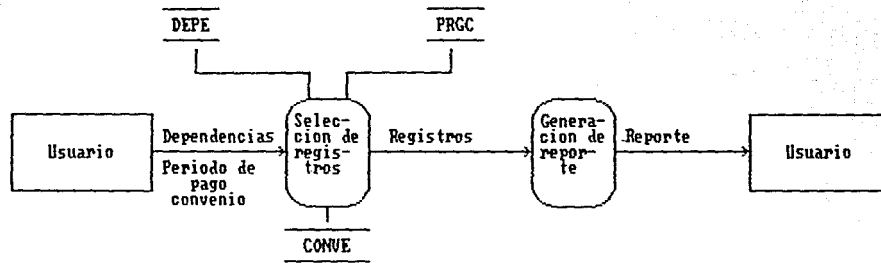 DEPE
PRGC
Usuario
Dependencias
Periodo de
pago
convenio
Selec-
cion de
regis-
tros
Registros
Genera-
cion de
repor-
te
Reporte
Usuario
CONVE